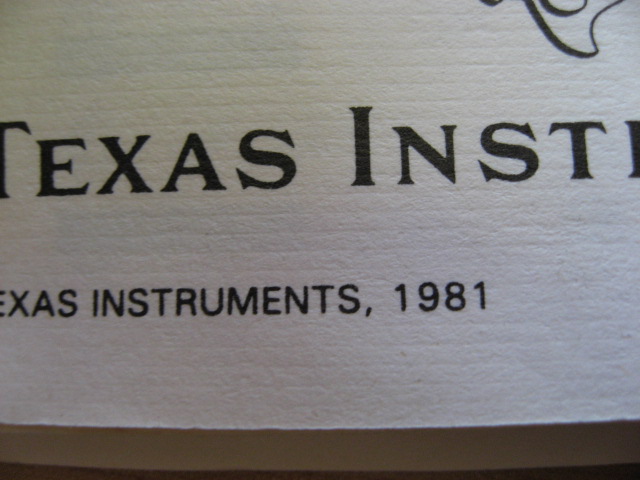 TEXAS INST
EXAS INSTRUMENTS, 1981